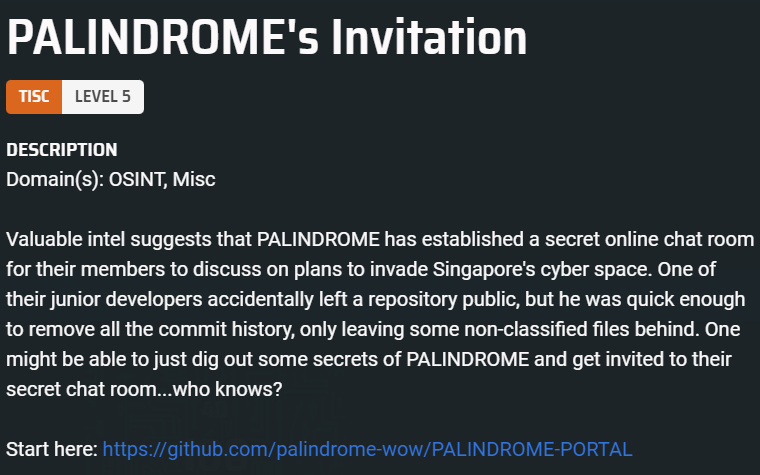 PALINDROME's Invitation
TISC LEVEL 5
DESCRIPTION
Domain(s): OSINT, Misc
Valuable intel suggests that PALINDROME has established a secret online chat room
for their members to discuss on plans to invade Singapore's cyber space. One of
their junior developers accidentally left a repository public, but he was quick enough
to remove all the commit history, only leaving some non-classified files behind. One
might be able to just dig out some secrets of PALINDROME and get invited to their
secret chat room...who knows?
Start here: https://github.com/palindrome-wow/PALINDROME-PORTAL